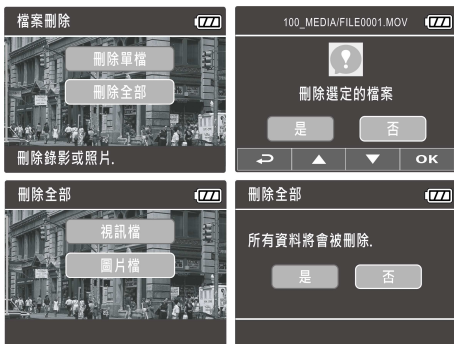 檔案刪除
刪除單檔
刪除全部
刪除錄影或照片.
100_MEDIA/FILE0001.MOV
刪除選定的檔案
是
否
OK
刪除全部
視訊檔
圖片檔
刪除全部
所有資料將會被刪除.
是
否